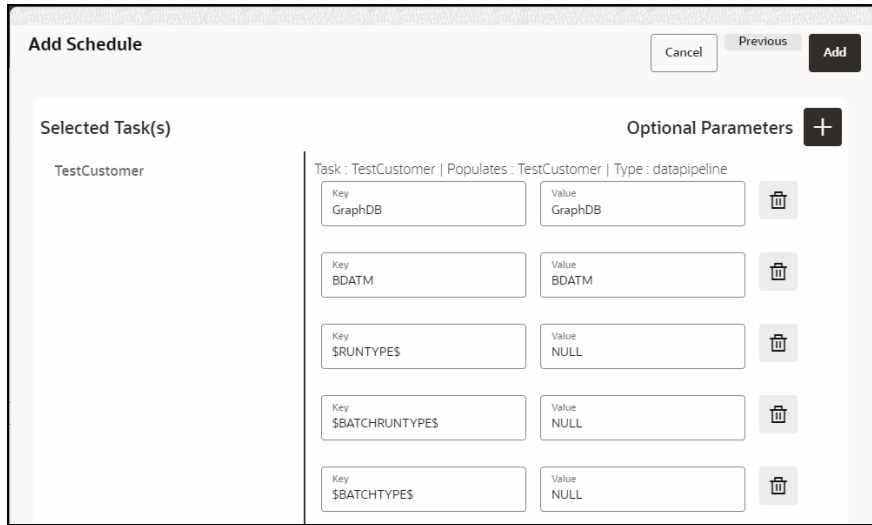 Add Schedule
Cancel
Previous
Add
Selected Task(s)
Optional Parameters
TestCustomer
Task : TestCustomer | Populates : TestCustomer | Type : datapipeline
Key
GraphDB
Value
GraphDB
Key
BDATM
Value
BDATM
Key
$RUNTYPE$
Value
NULL
Key
$BATCHRUNTYPE$
Value
NULL
Key
$BATCHTYPE$
Value
NULL